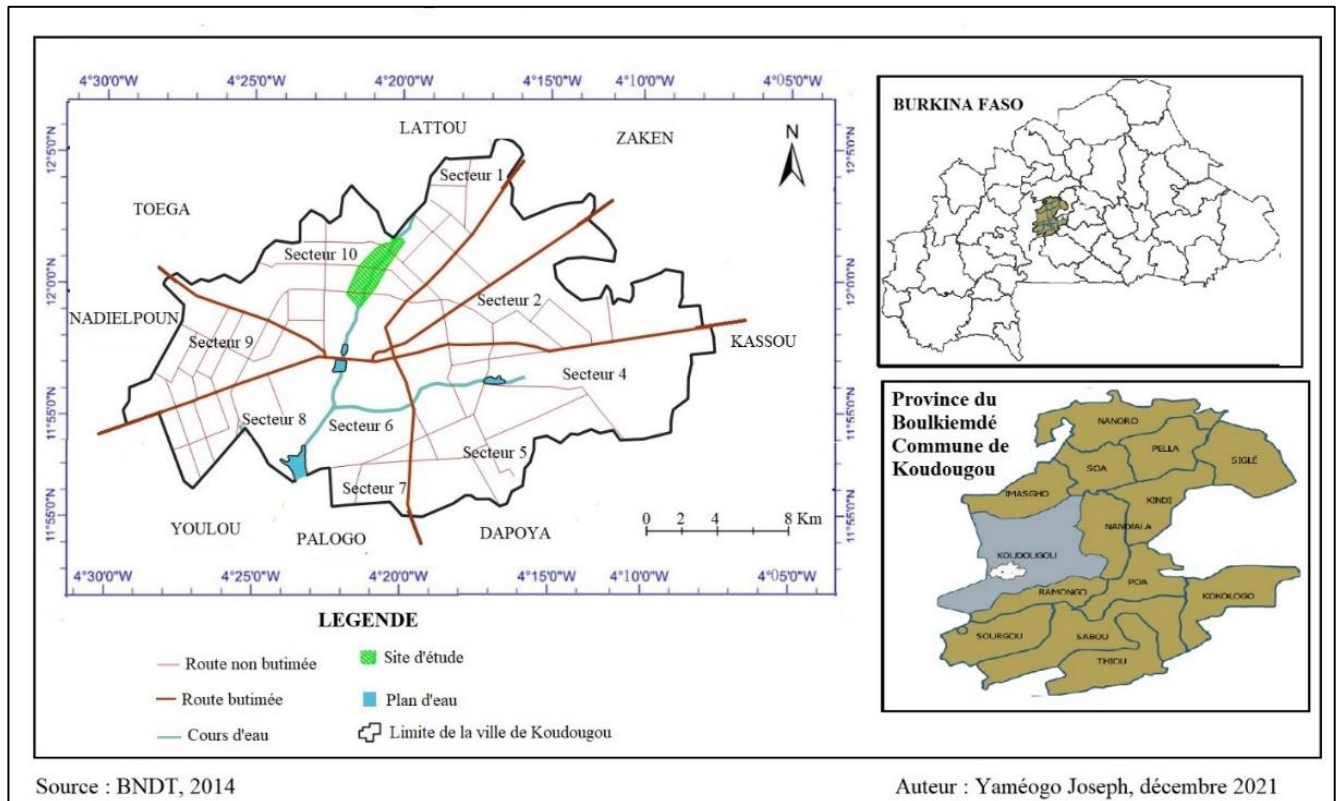 4°30'0"W 4°25'0"W 4°20'0"W 4°15'0"W 4°10'0"W 4°05'0"W
12°5'0"N
12°0'0"N
11°55'0"N
11°55'0"N
LATTOU
ZAKEN
N
TOEGA
Secteur 1
Secteur 10
Secteur 2
NADIELPOUN
Secteur 9
KASSOU
Secteur 4
Secteur 8
Secteur 6
Secteur 5
Secteur 7
YOULOU
PALOGO
DAPOYA
0 2 4 8 Km
12°5'0"N
12°0'0"N
11°55'0"N
11°55'0"N
4°30'0"W 4°25'0"W 4°20'0"W 4°10'0"W 4°05'0"W
LEGENDE
Route non butimée
Site d'étude
Route butimée
Plan d'eau
Cours d'eau
Limite de la ville de Koudougou
BURKINA FASO
Province du
Boulkiemdé
Commune de
Koudougou
NANORO
PELLA
SIGLÉ
SOA
IMASGHO
KINDI
NANDIALA
KOUDOUGOU
POA
RAMONGO
KOKOLOGO
SOURGOU
SABOU
THIOU
Source : BNDT, 2014
Auteur : Yaméogo Joseph, décembre 2021